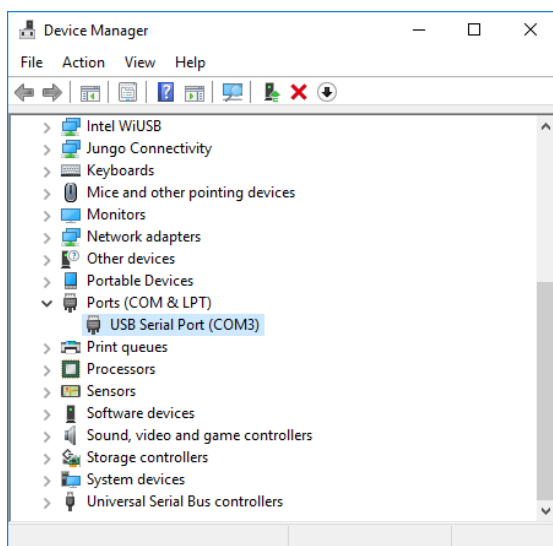 Device Manager
File Action View Help
Intel WiUSB
Jungo Connectivity
Keyboards
Mice and other pointing devices
Monitors
Network adapters
Other devices
Portable Devices
Ports (COM & LPT)
USB Serial Port (COM3)
Print queues
Processors
Sensors
Software devices
Sound, video and game controllers
Storage controllers
System devices
Universal Serial Bus controllers